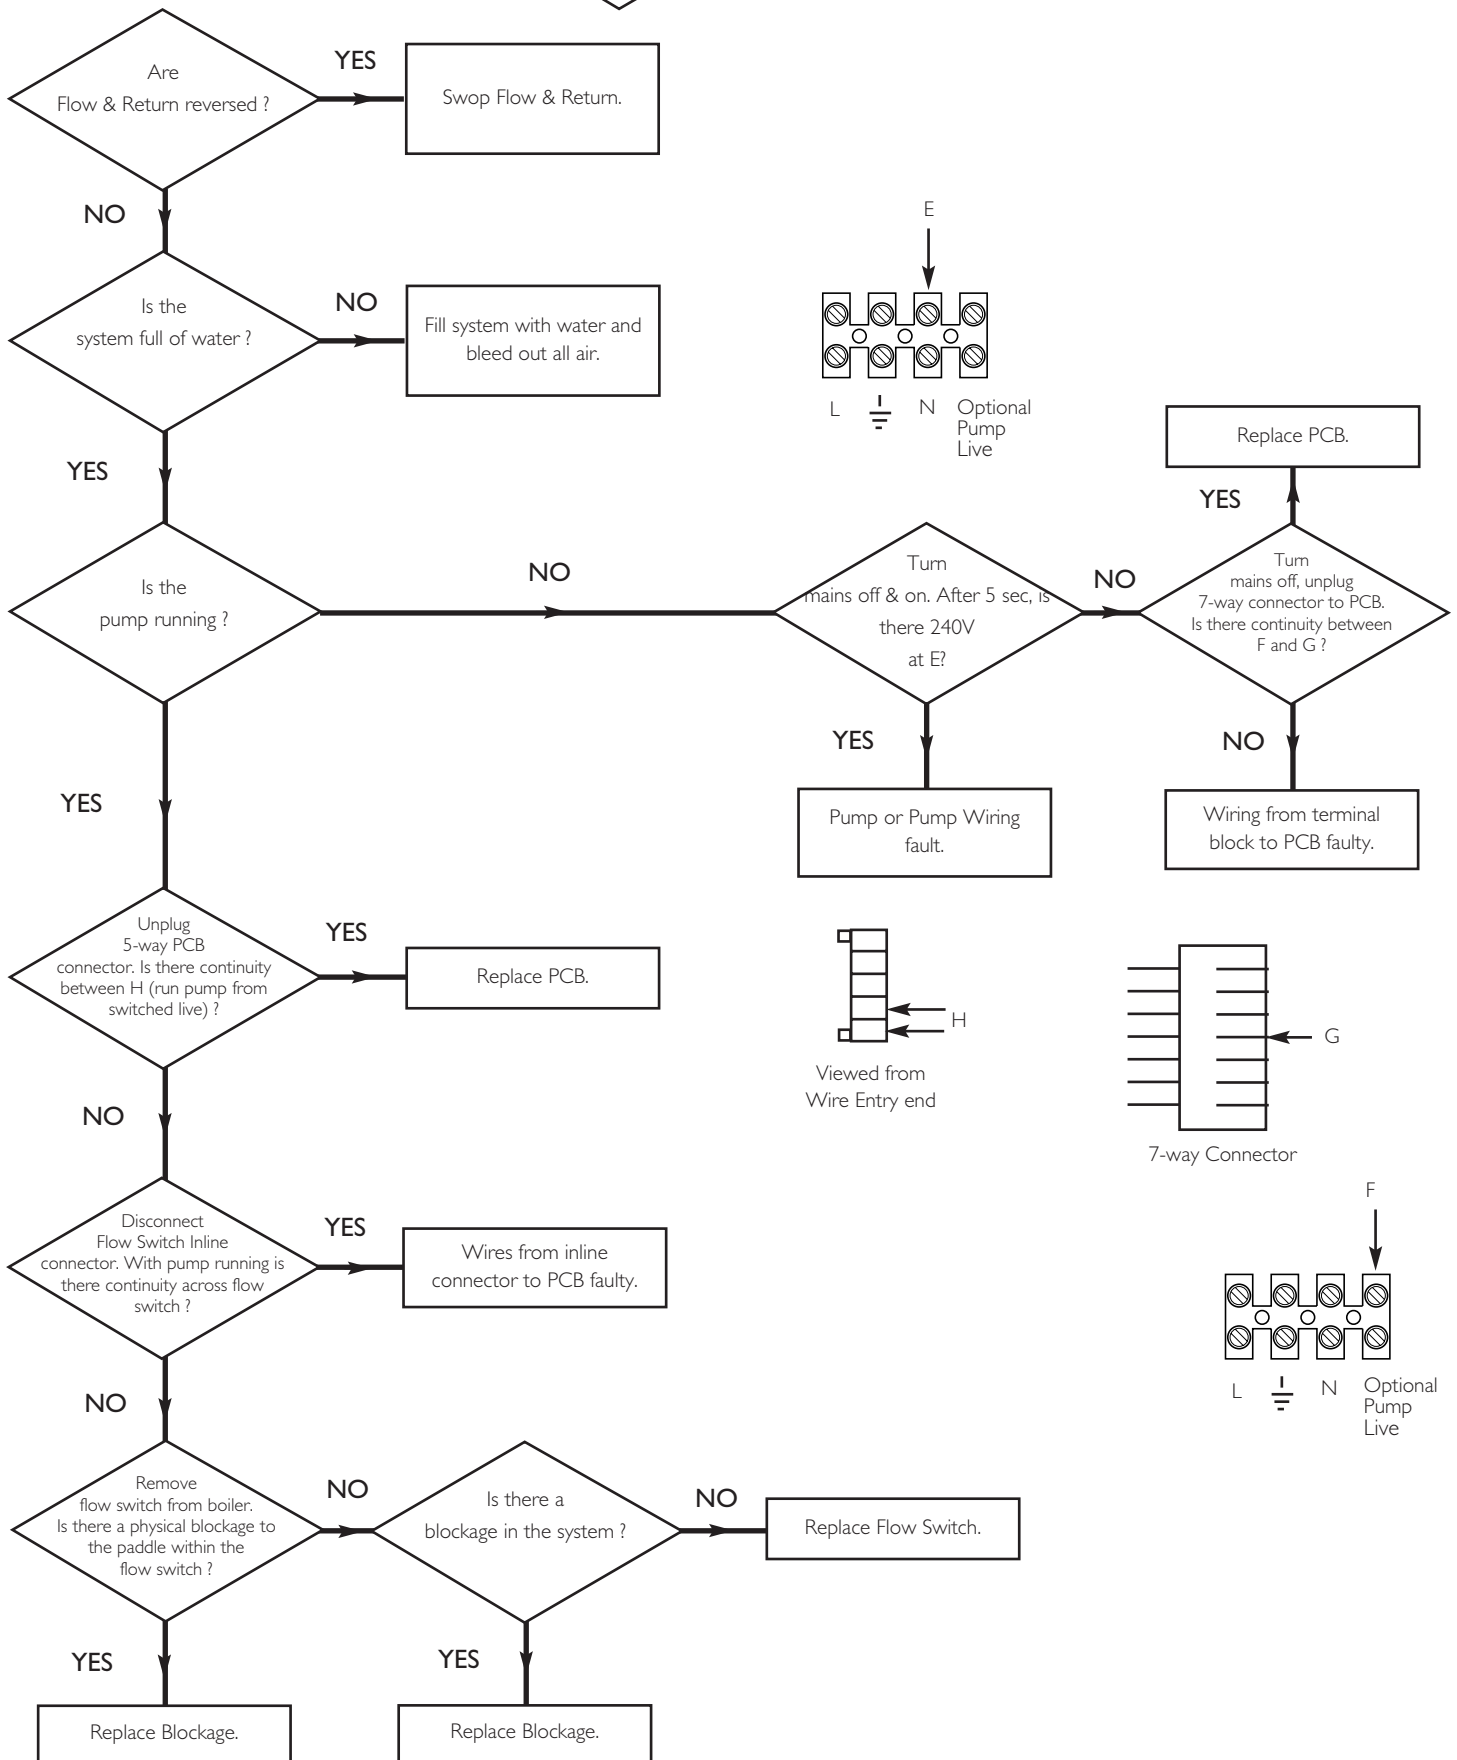 Are
Flow & Return reversed ?
YES
Swop Flow & Return.
NO
Is the
system full of water ?
NO
Fill system with water and
bleed out all air.
YES
E
L
N
Optional
Pump
Live
Is the
pump running ?
NO
Turn
mains off & on. After 5 sec, is
there 240V
at E?
NO
Turn
mains off, unplug
7-way connector to PCB.
Is there continuity between
F and G ?
YES
Replace PCB.
YES
Pump or Pump Wiring
fault.
NO
Wiring from terminal
block to PCB faulty.
YES
Unplug
5-way PCB
connector. Is there continuity
between H (run pump from
switched live) ?
YES
Replace PCB.
H
Viewed from
Wire Entry end
G
7-way Connector
NO
Disconnect
Flow Switch Inline
connector. With pump running is
there continuity across flow
switch ?
YES
Wires from inline
connector to PCB faulty.
F
L
N
Optional
Pump
Live
NO
Remove
flow switch from boiler.
Is there a physical blockage to
the paddle within the
flow switch ?
NO
Is there a
blockage in the system ?
NO
Replace Flow Switch.
YES
Replace Blockage.
YES
Replace Blockage.